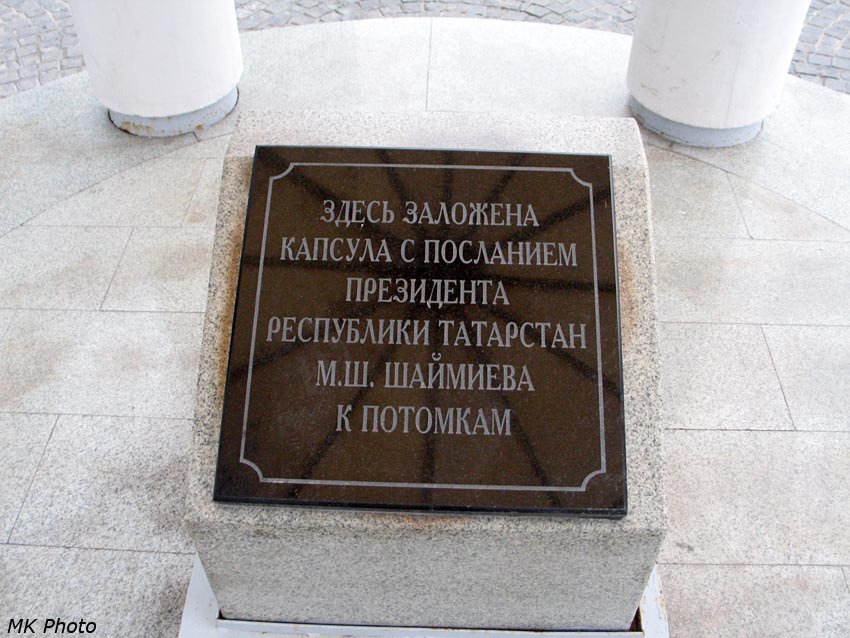 ЗДЕСЬ ЗАЛОЖЕНА
КАПСУЛА С ПОСЛАНИЕМ
ПРЕЗИДЕНТА
РЕСПУБЛИКИ ТАТАРСТАН
М.Ш. ШАЙМИЕВА
К ПОТОМКАМ
MK Photo